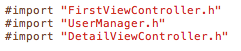 #import "FirstViewController.h"
#import "UserManager.h"
#import "DetailViewController.h"